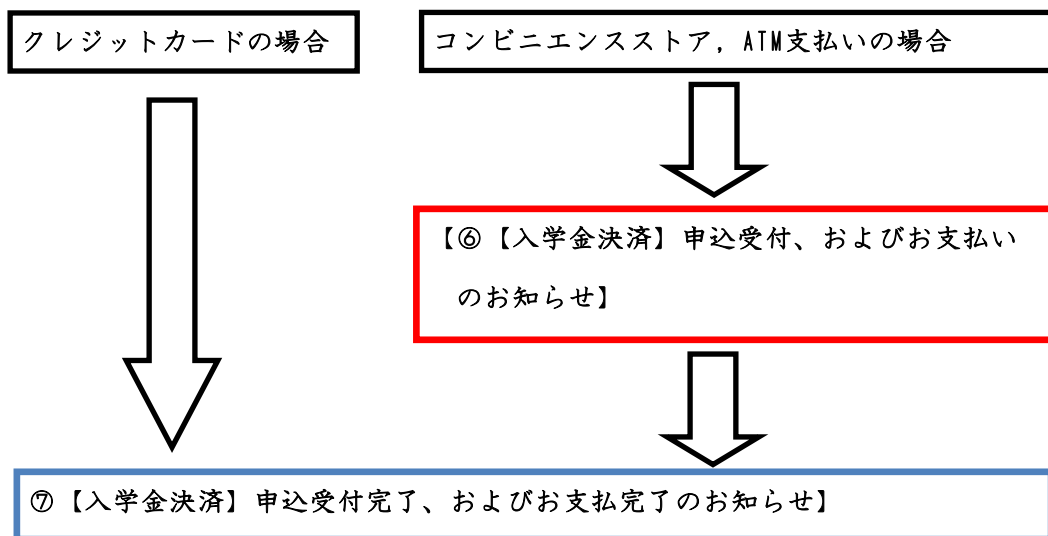 クレジットカードの場合
コンビニエンスストア, ATM支払いの場合
【⑥【入学金決済】申込受付、およびお支払い
のお知らせ】
⑦【入学金決済】申込受付完了、およびお支払完了のお知らせ】